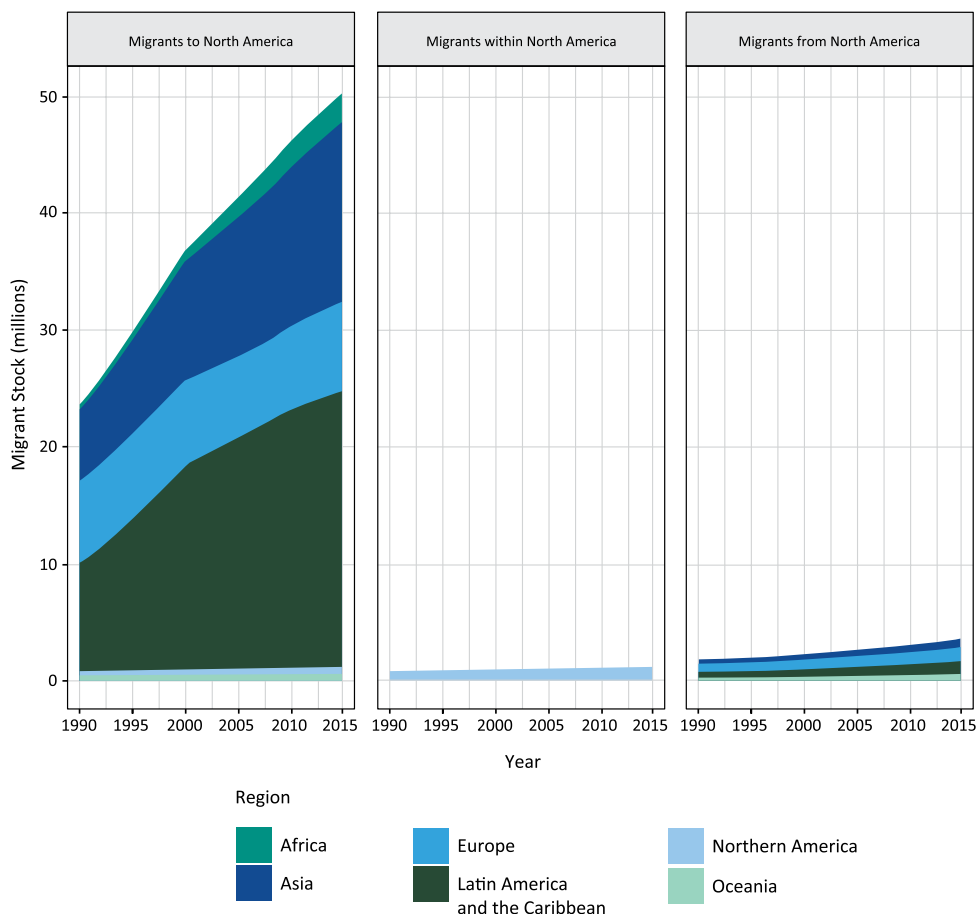 Migrants to North America
Migrants within North America
Migrants from North America
50
40
30
20
10
0
Migrant Stock (millions)
1990 1995 2000 2005 2010 2015
1990 1995 2000 2005 2010 2015
1990 1995 2000 2005 2010 2015
Year
Region
Africa
Europe
Northern America
Asia
Latin America
and the Caribbean
Oceania